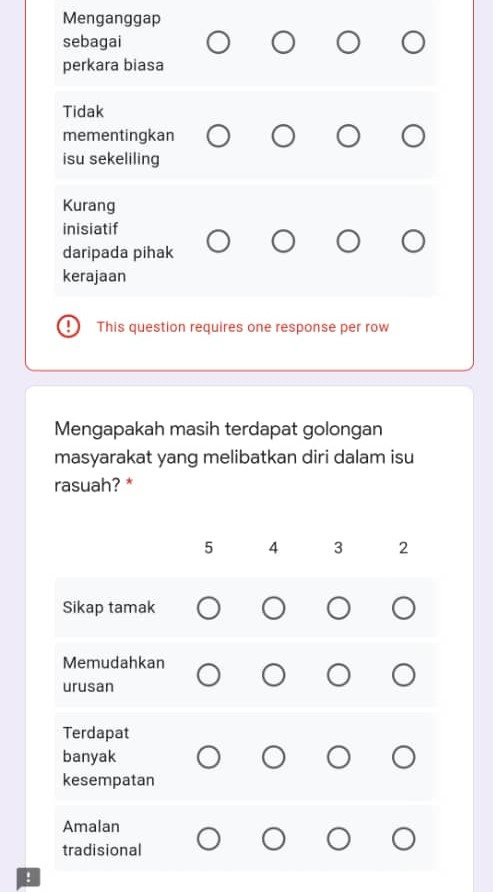 Menganggap
sebagai
perkara biasa
Tidak
mementingkan
isu sekeliling
Kurang
inisiatif
daripada pihak
kerajaan
This question requires one response per row
Mengapakah masih terdapat golongan
masyarakat yang melibatkan diri dalam isu
rasuah? *
5 4 3 2
Sikap tamak
Memudahkan
urusan
Terdapat
banyak
kesempatan
Amalan
tradisional